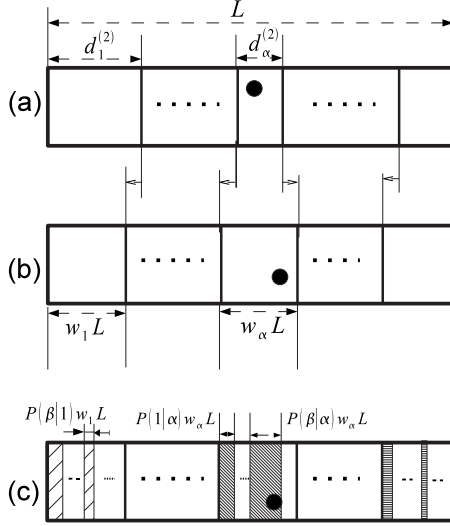 L
d_1^{(2)} d_α^{(2)}
(a)
(b)
w_1 L w_α L
P(β|1)w_1 L P(1|α)w_α L P(β|α)w_α L
(c)